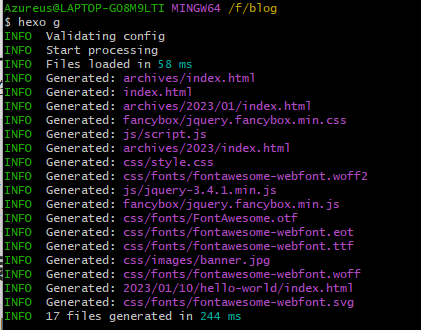 Azureus@LAPTOP-GO8M9LTI MINGW64 /f/blog
$ hexo g
INFO  Validating config
INFO  Start processing
INFO  Files loaded in 58 ms
INFO  Generated: archives/index.html
INFO  Generated: index.html
INFO  Generated: archives/2023/01/index.html
INFO  Generated: fancybox/jquery.fancybox.min.css
INFO  Generated: js/script.js
INFO  Generated: archives/2023/index.html
INFO  Generated: css/style.css
INFO  Generated: css/fonts/fontawesome-webfont.woff2
INFO  Generated: js/jquery-3.4.1.min.js
INFO  Generated: fancybox/jquery.fancybox.min.js
INFO  Generated: css/fonts/FontAwesome.otf
INFO  Generated: css/fonts/fontawesome-webfont.eot
INFO  Generated: css/fonts/fontawesome-webfont.ttf
INFO  Generated: css/images/banner.jpg
INFO  Generated: css/fonts/fontawesome-webfont.woff
INFO  Generated: 2023/01/10/hello-world/index.html
INFO  Generated: css/fonts/fontawesome-webfont.svg
INFO  17 files generated in 244 ms